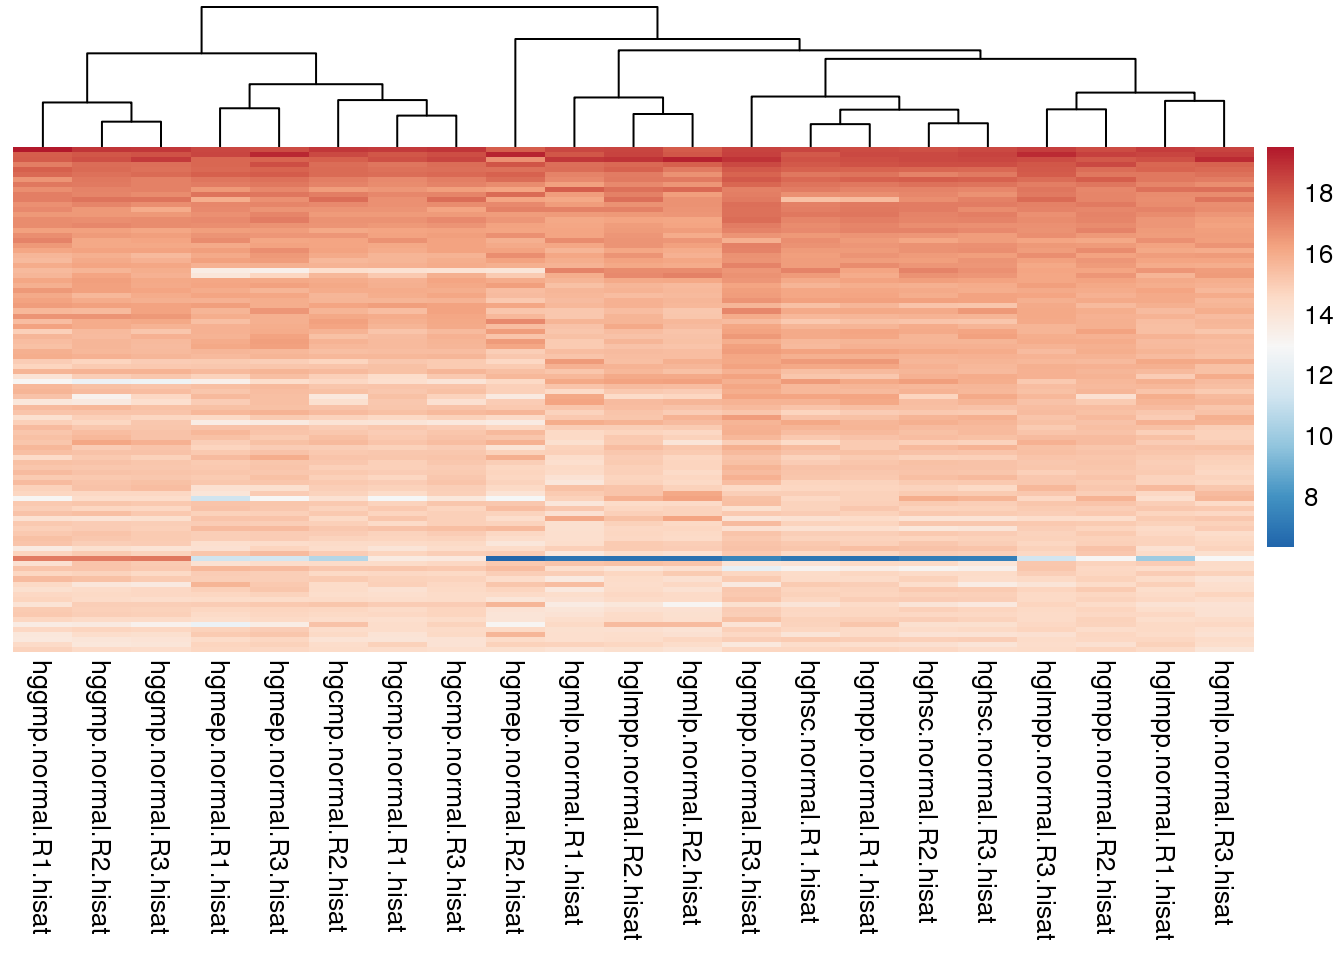 18
16
14
12
10
8
hggmp.normal.R1.hisat
hggmp.normal.R2.hisat
hggmp.normal.R3.hisat
hgmep.normal.R1.hisat
hgmep.normal.R3.hisat
hgcmp.normal.R2.hisat
hgcmp.normal.R1.hisat
hgcmp.normal.R3.hisat
hgmep.normal.R2.hisat
hgmlp.normal.R1.hisat
hglmpp.normal.R2.hisat
hgmlp.normal.R2.hisat
hgmpp.normal.R3.hisat
hghsc.normal.R1.hisat
hgmpp.normal.R1.hisat
hghsc.normal.R2.hisat
hghsc.normal.R3.hisat
hglmpp.normal.R3.hisat
hgmpp.normal.R2.hisat
hglmpp.normal.R1.hisat
hgmlp.normal.R3.hisat